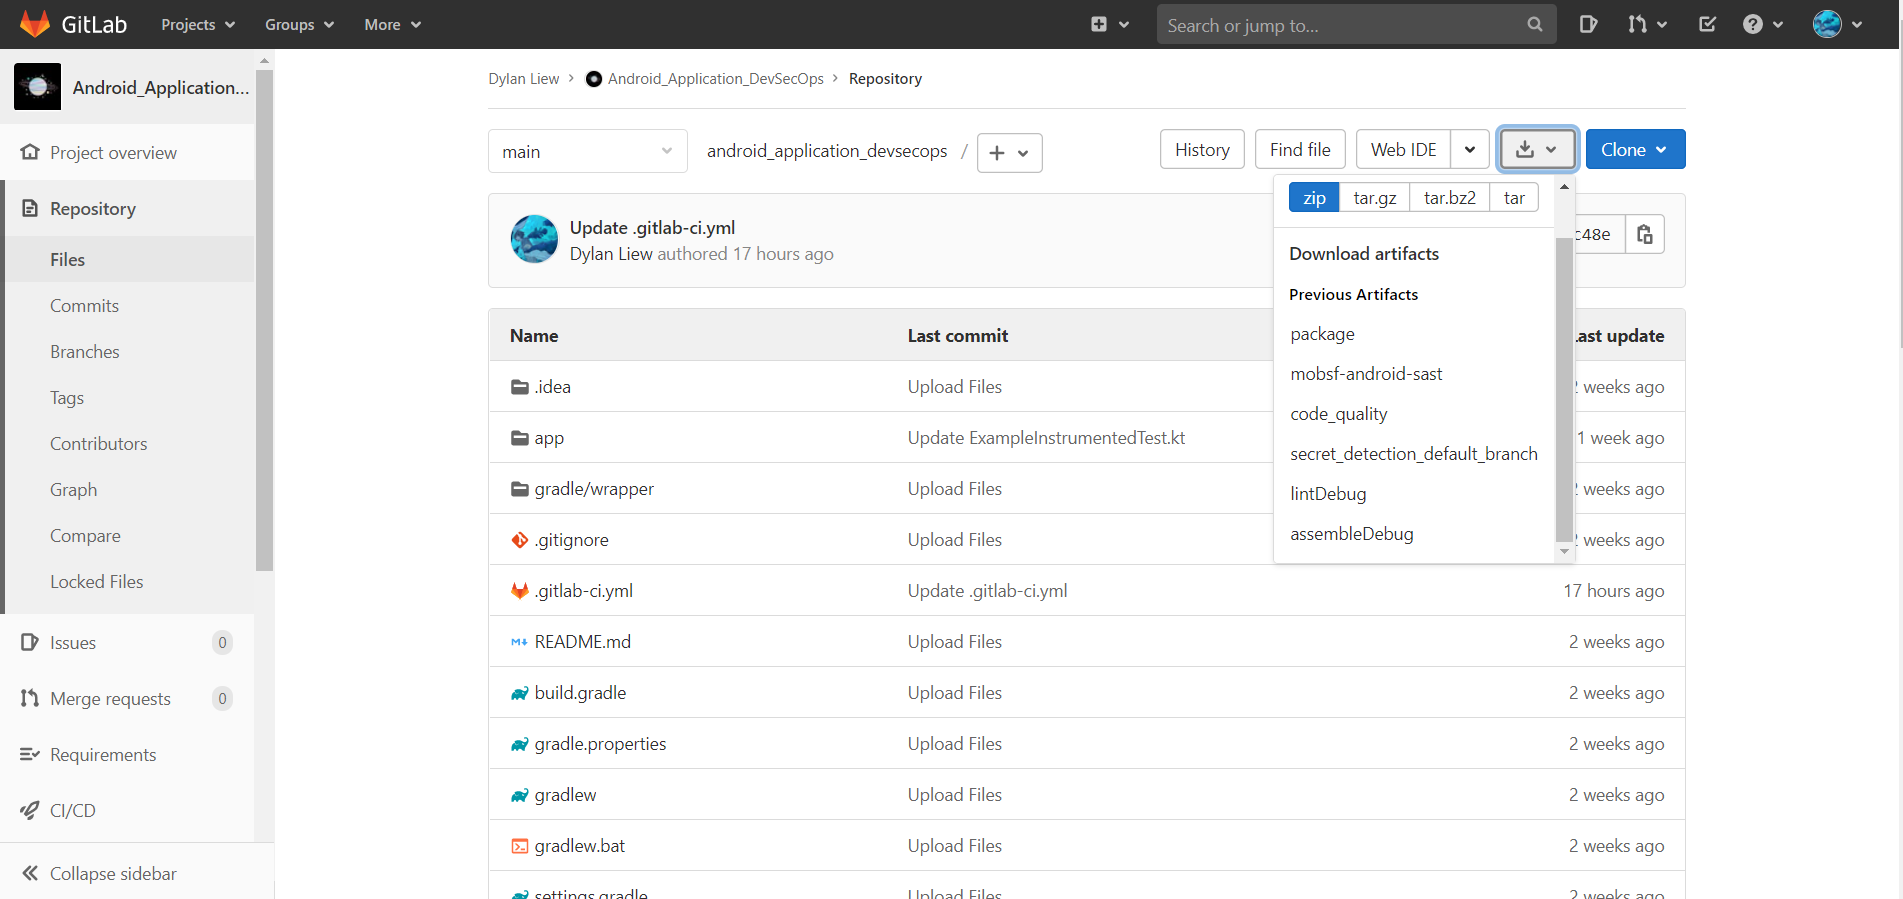 GitLab Projects Groups More Search or jump to...
Android_Application...
Project overview
Repository
Files
Commits
Branches
Tags
Contributors
Graph
Compare
Locked Files
Issues 0
Merge requests 0
Requirements
CI/CD
Collapse sidebar
Dylan Liew > Android_Application_DevSecOps > Repository
main android_application_devsecops / + History Find file Web IDE Clone
Update .gitlab-ci.yml
Dylan Liew authored 17 hours ago
c48e
zip tar.gz tar.bz2 tar
Download artifacts
Previous Artifacts
package
mobsf-android-sast
code_quality
secret_detection_default_branch
lintDebug
assembleDebug
Name Last commit Last update
.idea Upload Files 2 weeks ago
app Update ExampleInstrumentedTest.kt 1 week ago
gradle/wrapper Upload Files 2 weeks ago
.gitignore Upload Files 2 weeks ago
.gitlab-ci.yml Update .gitlab-ci.yml 17 hours ago
README.md Upload Files 2 weeks ago
build.gradle Upload Files 2 weeks ago
gradle.properties Upload Files 2 weeks ago
gradlew Upload Files 2 weeks ago
gradlew.bat Upload Files 2 weeks ago
settings.gradle Upload Files 2 weeks ago